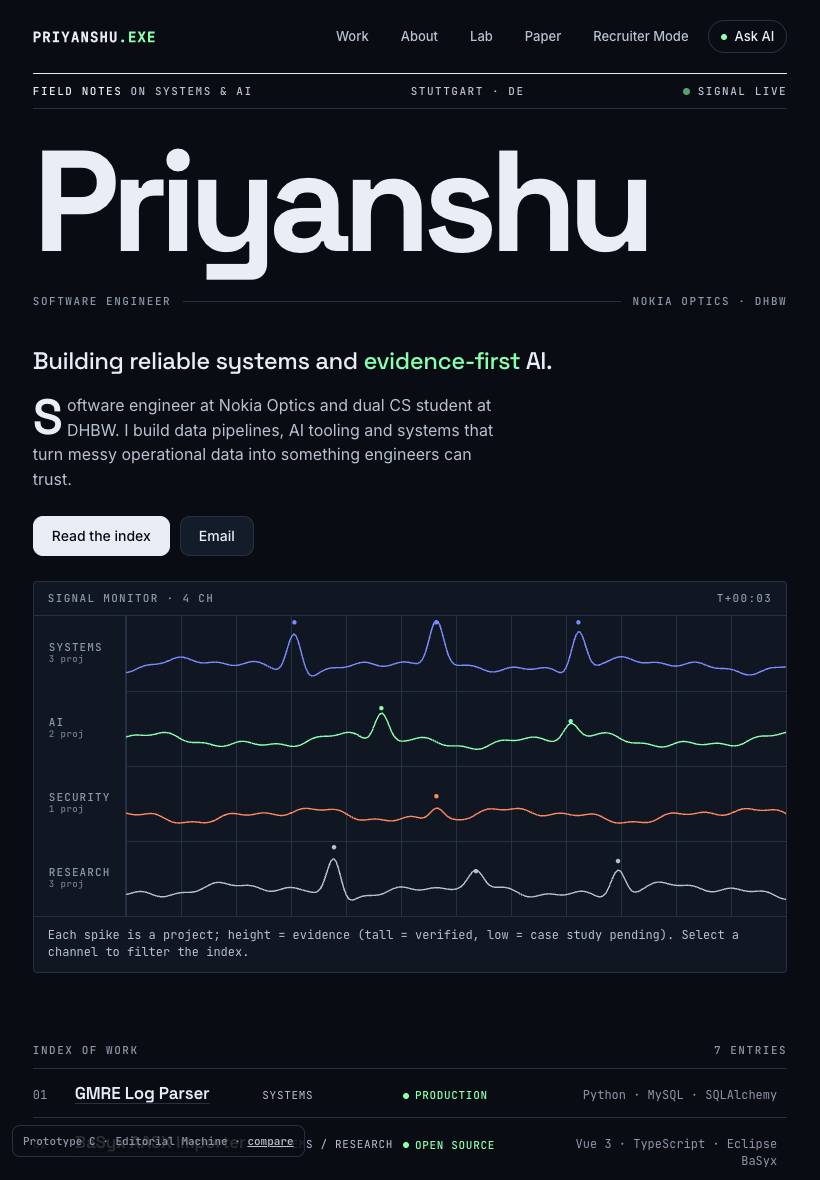 PRIYANSHU.EXE
Work About Lab Paper Recruiter Mode Ask AI
FIELD NOTES ON SYSTEMS & AI STUTTGART · DE SIGNAL LIVE
Priyanshu
SOFTWARE ENGINEER NOKIA OPTICS · DHBW
Building reliable systems and evidence-first AI.
Software engineer at Nokia Optics and dual CS student at
DHBW. I build data pipelines, AI tooling and systems that
turn messy operational data into something engineers can
trust.
Read the index Email
SIGNAL MONITOR · 4 CH T+00:03
SYSTEMS
3 proj
AI
2 proj
SECURITY
1 proj
RESEARCH
3 proj
Each spike is a project; height = evidence (tall = verified, low = case study pending). Select a
channel to filter the index.
INDEX OF WORK 7 ENTRIES
01 GMRE Log Parser SYSTEMS PRODUCTION Python · MySQL · SQLAlchemy
S / RESEARCH OPEN SOURCE Vue 3 · TypeScript · Eclipse
BaSyx
Prototype C · Editorial Machine · compare